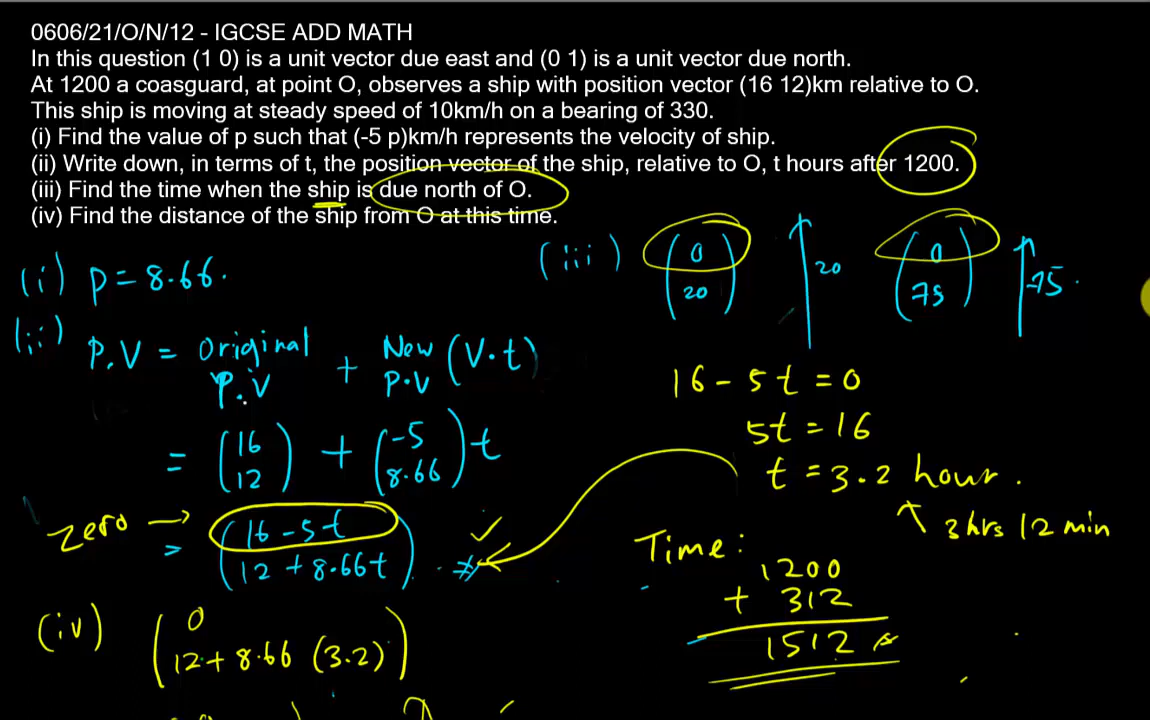 0606/21/O/N/12 - IGCSE ADD MATH
In this question (1 0) is a unit vector due east and (0 1) is a unit vector due north.
At 1200 a coasguard, at point O, observes a ship with position vector (16 12)km relative to O.
This ship is moving at steady speed of 10km/h on a bearing of 330.
(i) Find the value of p such that (-5 p)km/h represents the velocity of ship.
(ii) Write down, in terms of t, the position vector of the ship, relative to O, t hours after 1200.
(iii) Find the time when the ship is due north of O.
(iv) Find the distance of the ship from O at this time.
(i) p = 8.66.
(ii) P.V = Original P.V + New P.V (V.t)
= (16 12) + (-5 8.66) t
zero → = (16 - 5t 12 + 8.66t)
(iv) (0 12 + 8.66 (3.2))
(iii) (0 20) 20 (0 75) 75.
16 - 5t = 0
5t = 16
t = 3.2 hour.
3hrs 12 min
Time:
1200
+ 312
1512